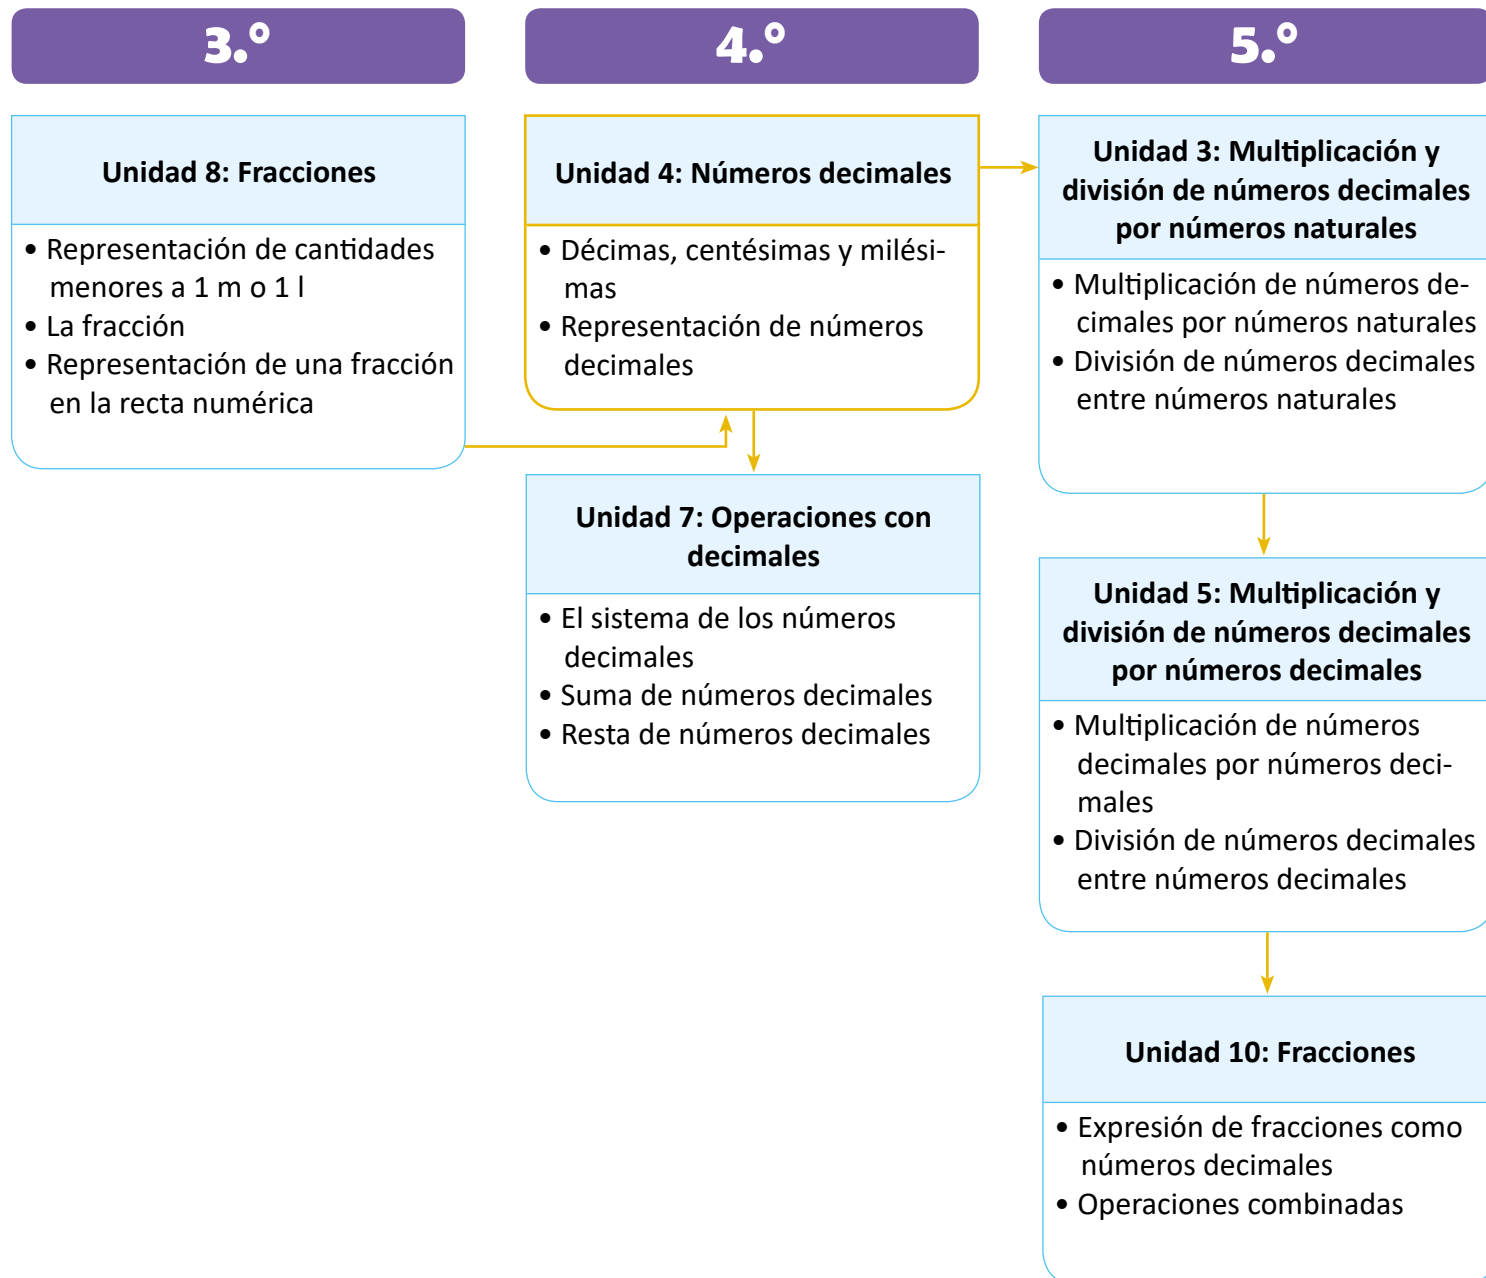 3.º
4.º
5.º
Unidad 8: Fracciones
• Representación de cantidades
menores a 1 m o 1 l
• La fracción
• Representación de una fracción
en la recta numérica
Unidad 4: Números decimales
• Décimas, centésimas y milési-
mas
• Representación de números
decimales
Unidad 7: Operaciones con
decimales
• El sistema de los números
decimales
• Suma de números decimales
• Resta de números decimales
Unidad 3: Multiplicación y
división de números decimales
por números naturales
• Multiplicación de números de-
cimales por números naturales
• División de números decimales
entre números naturales
Unidad 5: Multiplicación y
división de números decimales
por números decimales
• Multiplicación de números
decimales por números deci-
males
• División de números decimales
entre números decimales
Unidad 10: Fracciones
• Expresión de fracciones como
números decimales
• Operaciones combinadas